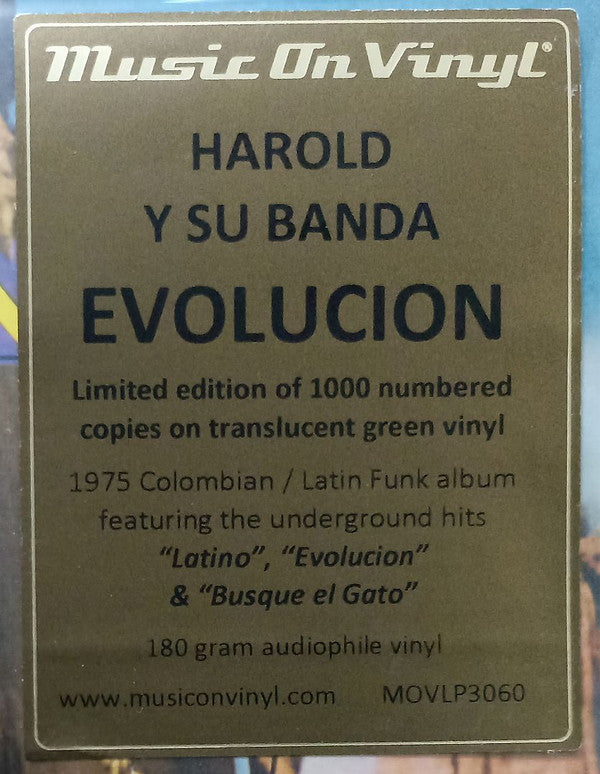 Music On Vinyl®
HAROLD
Y SU BANDA
EVOLUCION
Limited edition of 1000 numbered
copies on translucent green vinyl
1975 Colombian / Latin Funk album
featuring the underground hits
“Latino”, “Evolucion”
& “Busque el Gato”
180 gram audiophile vinyl
www.musiconvinyl.com MOVLP3060